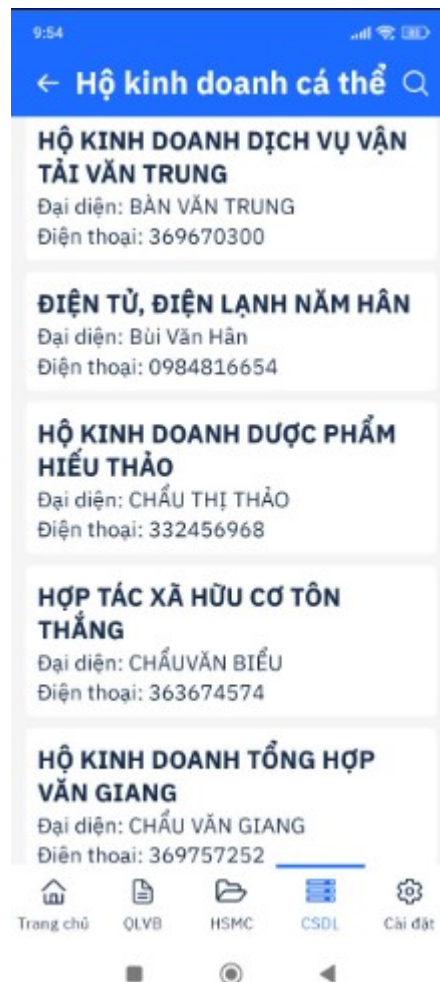 9:54
Hộ kinh doanh cá thể
HỘ KINH DOANH DỊCH VỤ VẬN
TẢI VĂN TRUNG
Đại diện: BÀN VĂN TRUNG
Điện thoại: 369670300
ĐIỆN TỬ, ĐIỆN LẠNH NĂM HÂN
Đại diện: Bùi Văn Hân
Điện thoại: 0984816654
HỘ KINH DOANH DƯỢC PHẨM
HIẾU THẢO
Đại diện: CHẨU THỊ THẢO
Điện thoại: 332456968
HỢP TÁC XÃ HỮU CƠ TÔN
THẮNG
Đại diện: CHẨUVĂN BIỂU
Điện thoại: 363674574
HỘ KINH DOANH TỔNG HỢP
VĂN GIANG
Đại diện: CHẨU VĂN GIANG
Điện thoại: 369757252
Trang chủ QLVB HSMC CSDL Cài đặt